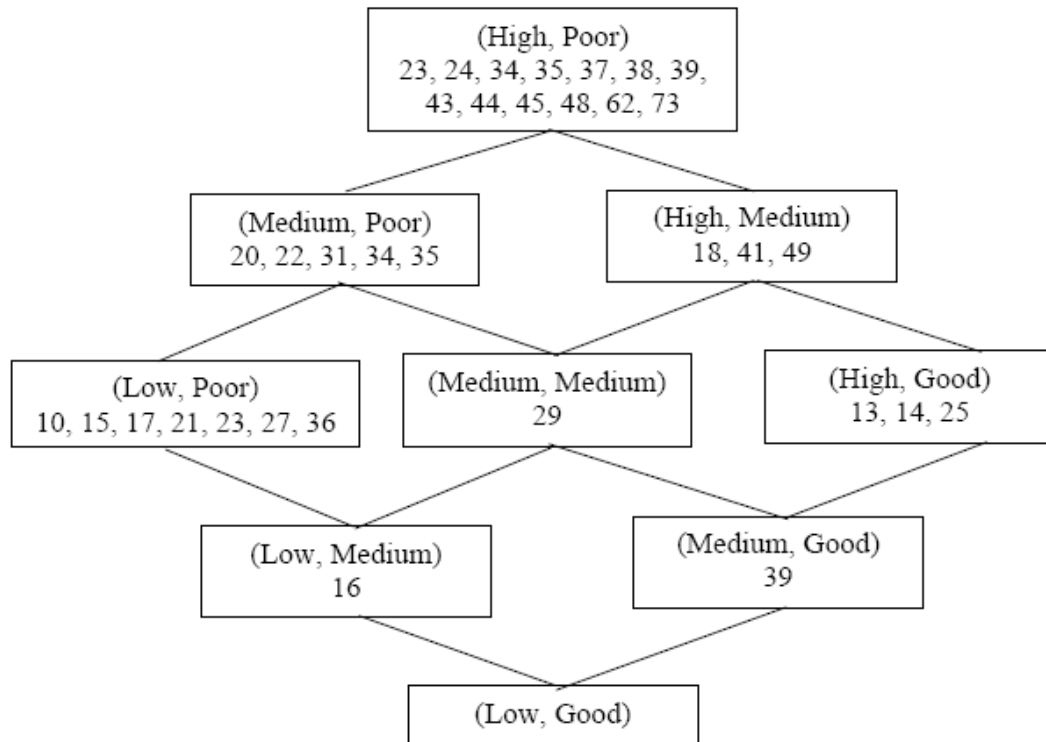 (High, Poor)
23, 24, 34, 35, 37, 38, 39,
43, 44, 45, 48, 62, 73
(Medium, Poor)
20, 22, 31, 34, 35
(High, Medium)
18, 41, 49
(Low, Poor)
10, 15, 17, 21, 23, 27, 36
(Medium, Medium)
29
(High, Good)
13, 14, 25
(Low, Medium)
16
(Medium, Good)
39
(Low, Good)